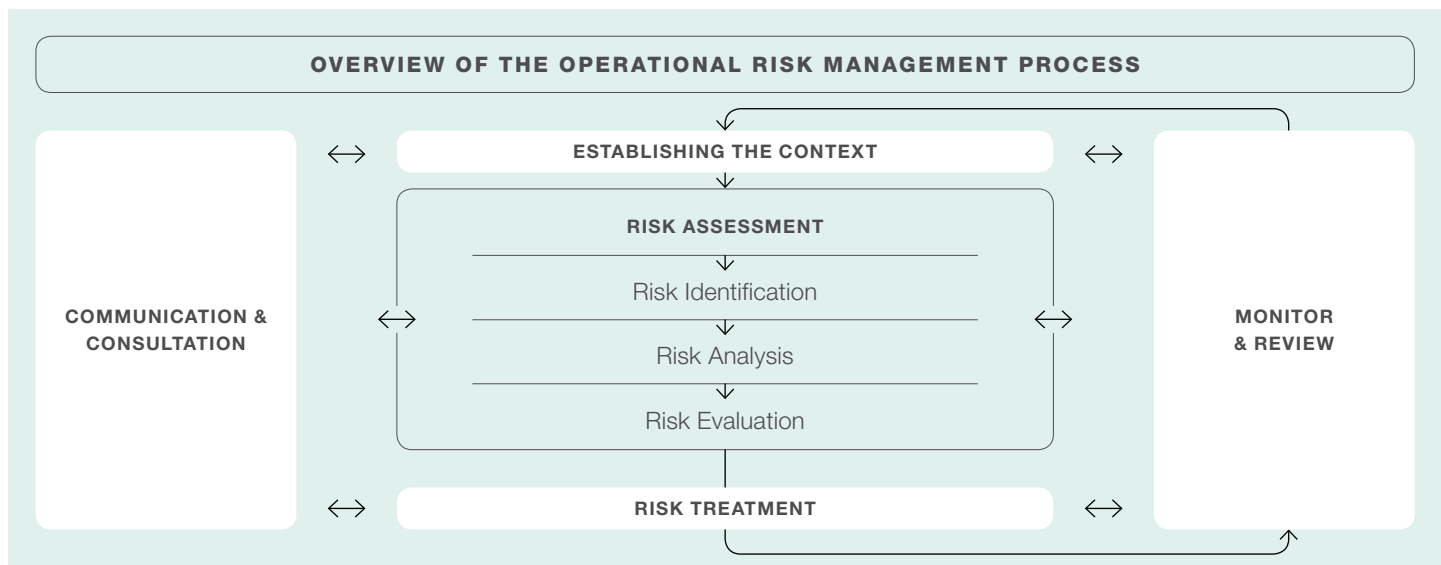 OVERVIEW OF THE OPERATIONAL RISK MANAGEMENT PROCESS
ESTABLISHING THE CONTEXT
RISK ASSESSMENT
Risk Identification
Risk Analysis
Risk Evaluation
RISK TREATMENT
COMMUNICATION &
CONSULTATION
MONITOR
& REVIEW